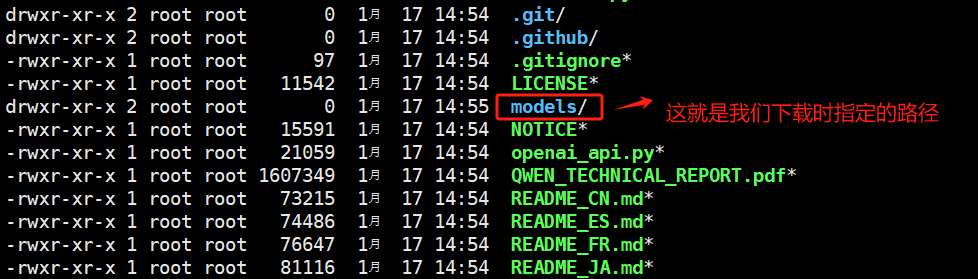 drwxr-xr-x 2 root root 0 1月 17 14:54 .git/
drwxr-xr-x 2 root root 0 1月 17 14:54 .github/
-rwxr-xr-x 1 root root 97 1月 17 14:54 .gitignore*
-rwxr-xr-x 1 root root 11542 1月 17 14:54 LICENSE*
drwxr-xr-x 2 root root 0 1月 17 14:55 models/ 这就是我们下载时指定的路径
-rwxr-xr-x 1 root root 15591 1月 17 14:54 NOTICE*
-rwxr-xr-x 1 root root 21059 1月 17 14:54 openai_api.py*
-rwxr-xr-x 1 root root 1607349 1月 17 14:54 QWEN_TECHNICAL_REPORT.pdf*
-rwxr-xr-x 1 root root 73215 1月 17 14:54 README_CN.md*
-rwxr-xr-x 1 root root 74486 1月 17 14:54 README_ES.md*
-rwxr-xr-x 1 root root 76647 1月 17 14:54 README_FR.md*
-rwxr-xr-x 1 root root 81116 1月 17 14:54 README_JA.md*